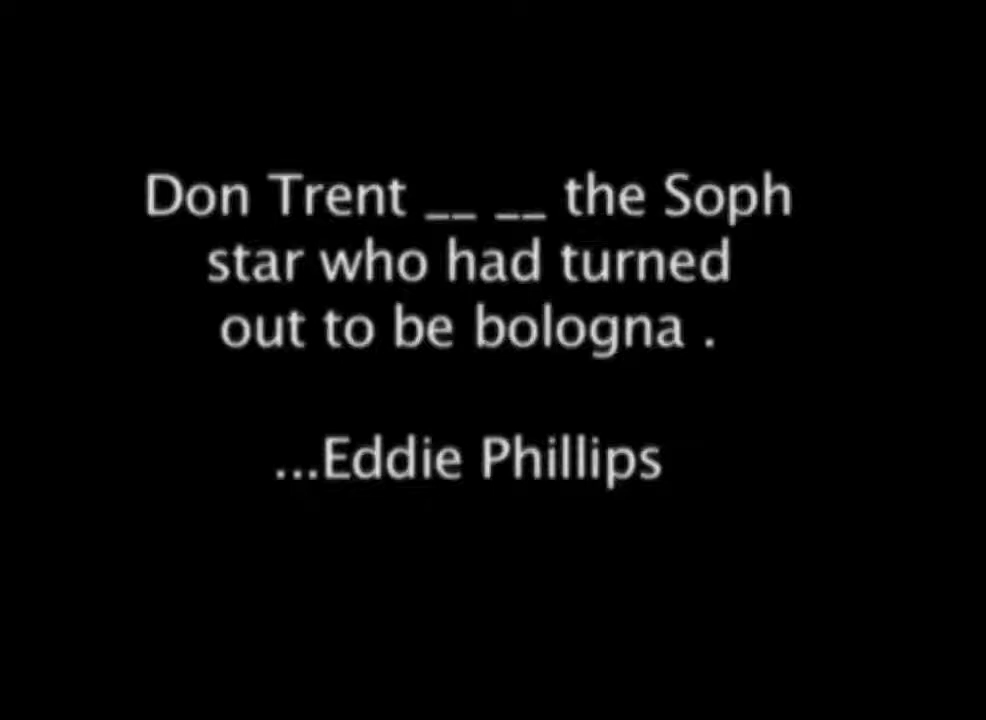 Don Trent __ __ the Soph
star who had turned
out to be bologna .
...Eddie Phillips